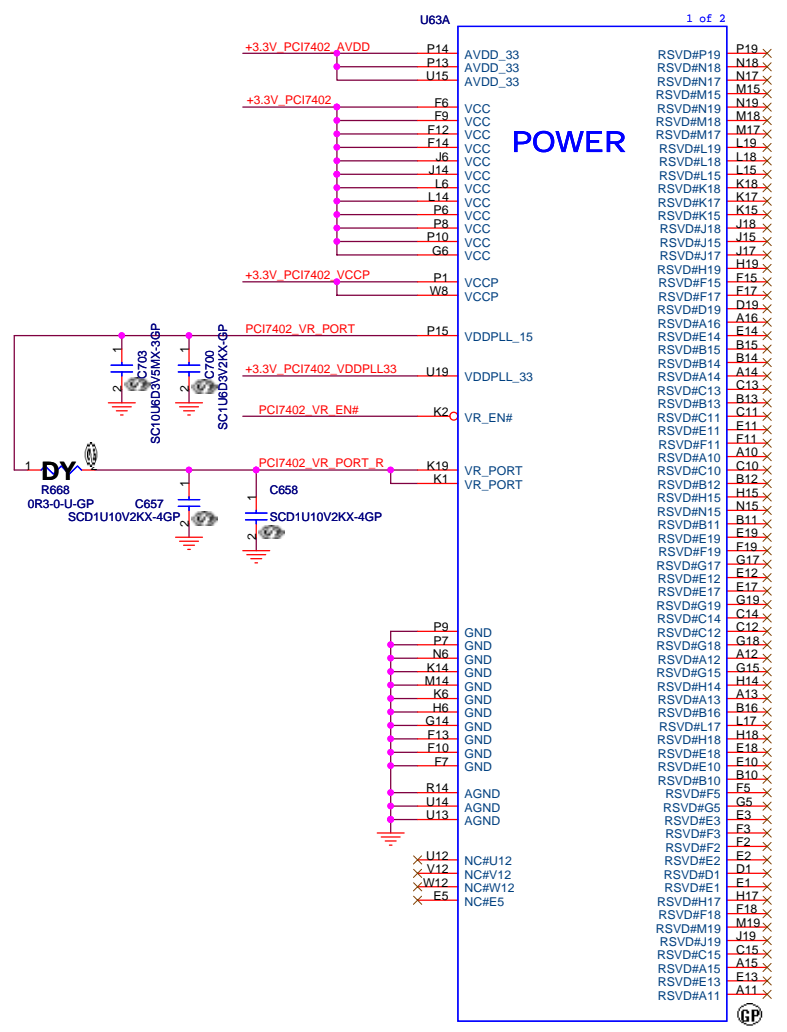 U63A
1 of 2
POWER
+3.3V_PCI7402_AVDD
P14 AVDD_33
P13 AVDD_33
U15 AVDD_33
+3.3V_PCI7402
F6 VCC
F9 VCC
F12 VCC
F14 VCC
J6 VCC
J14 VCC
L6 VCC
L14 VCC
P6 VCC
P8 VCC
P10 VCC
G6 VCC
+3.3V_PCI7402_VCCP
P1 VCCP
W8 VCCP
PCI7402_VR_PORT
P15 VDDPLL_15
1
2
C703
SC10U6D3V5MX-3GP
1
2
C700
SC1U6D3V2KX-GP
+3.3V_PCI7402_VDDPLL33
U19 VDDPLL_33
PCI7402_VR_EN#
K2 VR_EN#
1
DY
R668
0R3-0-U-GP
PCI7402_VR_PORT_R
K19 VR_PORT
K1 VR_PORT
1
2
C657
SCD1U10V2KX-4GP
1
2
C658
SCD1U10V2KX-4GP
P9 GND
P7 GND
N6 GND
K14 GND
M14 GND
K6 GND
H6 GND
G14 GND
F13 GND
F10 GND
F7 GND
R14 AGND
U14 AGND
U13 AGND
U12 NC#U12
V12 NC#V12
W12 NC#W12
E5 NC#E5
RSVD#P19 P19
RSVD#N18 N18
RSVD#N17 N17
RSVD#M15 M15
RSVD#N19 N19
RSVD#M18 M18
RSVD#M17 M17
RSVD#L19 L19
RSVD#L18 L18
RSVD#L15 L15
RSVD#K18 K18
RSVD#K17 K17
RSVD#K15 K15
RSVD#J18 J18
RSVD#J15 J15
RSVD#J17 J17
RSVD#H19 H19
RSVD#F15 F15
RSVD#F17 F17
RSVD#D19 D19
RSVD#A16 A16
RSVD#E14 E14
RSVD#B15 B15
RSVD#B14 B14
RSVD#A14 A14
RSVD#C13 C13
RSVD#B13 B13
RSVD#C11 C11
RSVD#E11 E11
RSVD#F11 F11
RSVD#A10 A10
RSVD#C10 C10
RSVD#B12 B12
RSVD#H15 H15
RSVD#N15 N15
RSVD#B11 B11
RSVD#E19 E19
RSVD#F19 F19
RSVD#G17 G17
RSVD#E12 E12
RSVD#E17 E17
RSVD#G19 G19
RSVD#C14 C14
RSVD#C12 C12
RSVD#G18 G18
RSVD#A12 A12
RSVD#G15 G15
RSVD#H14 H14
RSVD#A13 A13
RSVD#B16 B16
RSVD#L17 L17
RSVD#H18 H18
RSVD#E18 E18
RSVD#E10 E10
RSVD#B10 B10
RSVD#F5 F5
RSVD#G5 G5
RSVD#E3 E3
RSVD#F3 F3
RSVD#F2 F2
RSVD#E2 E2
RSVD#D1 D1
RSVD#E1 E1
RSVD#H17 H17
RSVD#F18 F18
RSVD#M19 M19
RSVD#J19 J19
RSVD#C15 C15
RSVD#A15 A15
RSVD#E13 E13
RSVD#A11 A11
GP